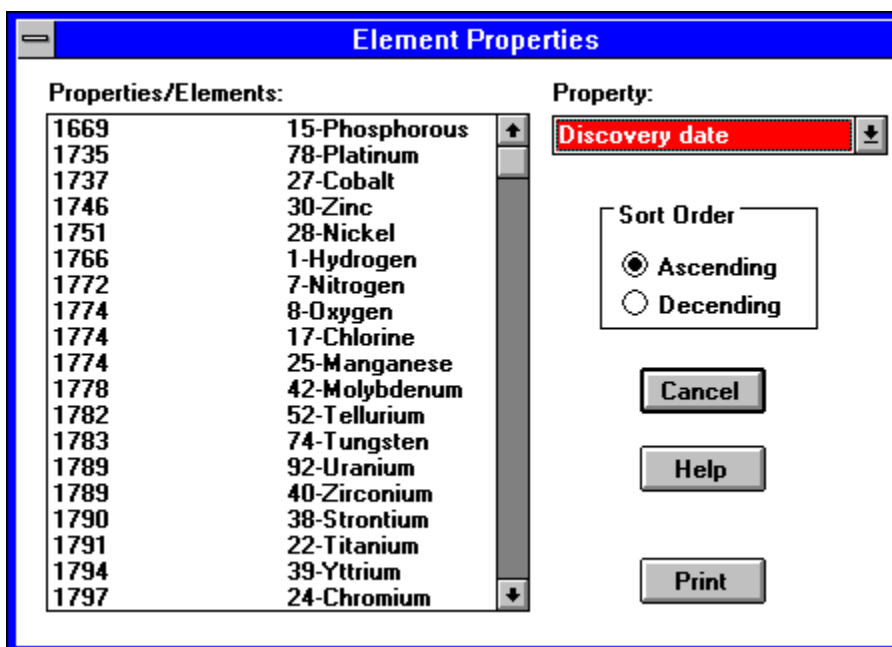 Element Properties
Properties/Elements:
1669 15-Phosphorous
1735 78-Platinum
1737 27-Cobalt
1746 30-Zinc
1751 28-Nickel
1766 1-Hydrogen
1772 7-Nitrogen
1774 8-Oxygen
1774 17-Chlorine
1774 25-Manganese
1778 42-Molybdenum
1782 52-Tellurium
1783 74-Tungsten
1789 92-Uranium
1789 40-Zirconium
1790 38-Strontium
1791 22-Titanium
1794 39-Yttrium
1797 24-Chromium
Property:
Discovery date
Sort Order
Ascending
Decending
Cancel
Help
Print